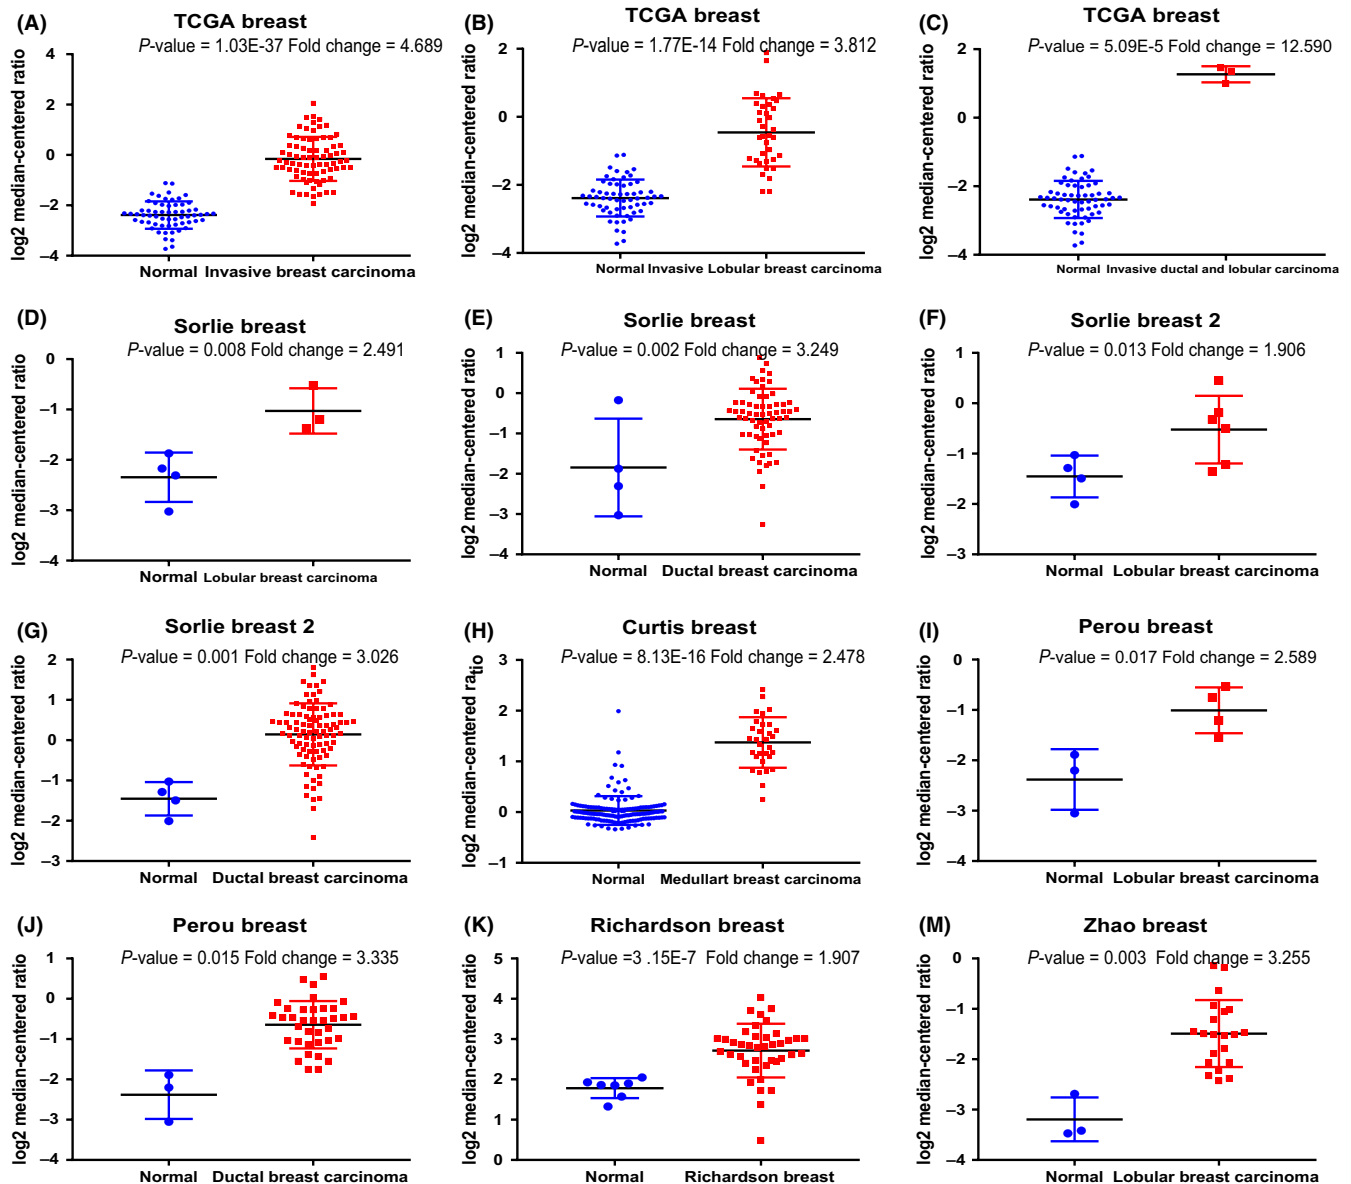 (A)
TCGA breast
P-value = 1.03E-37 Fold change = 4.689
log2 median-centered ratio
4
2
0
–2
–4
Normal Invasive breast carcinoma
(B)
TCGA breast
P-value = 1.77E-14 Fold change = 3.812
log2 median-centered ratio
2
0
–2
–4
Normal Invasive Lobular breast carcinoma
(C)
TCGA breast
P-value = 5.09E-5 Fold change = 12.590
log2 median-centered ratio
2
0
–2
–4
Normal Invasive ductal and lobular carcinoma
(D)
Sorlie breast
P-value = 0.008 Fold change = 2.491
log2 median-centered ratio
0
–1
–2
–3
–4
Normal Lobular breast carcinoma
(E)
Sorlie breast
P-value = 0.002 Fold change = 3.249
log2 median-centered ratio
1
0
–1
–2
–3
–4
Normal Ductal breast carcinoma
(F)
Sorlie breast 2
P-value = 0.013 Fold change = 1.906
log2 median-centered ratio
1
0
–1
–2
–3
Normal Lobular breast carcinoma
(G)
Sorlie breast 2
P-value = 0.001 Fold change = 3.026
log2 median-centered ratio
2
1
0
–1
–2
–3
Normal Ductal breast carcinoma
(H)
Curtis breast
P-value = 8.13E-16 Fold change = 2.478
log2 median-centered ratio
3
2
1
0
–1
Normal Medullart breast carcinoma
(I)
Perou breast
P-value = 0.017 Fold change = 2.589
log2 median-centered ratio
0
–1
–2
–3
–4
Normal Lobular breast carcinoma
(J)
Perou breast
P-value = 0.015 Fold change = 3.335
log2 median-centered ratio
1
0
–1
–2
–3
–4
Normal Ductal breast carcinoma
(K)
Richardson breast
P-value =3 .15E-7 Fold change = 1.907
log2 median-centered ratio
5
4
3
2
1
0
Normal Richardson breast
(M)
Zhao breast
P-value = 0.003 Fold change = 3.255
log2 median-centered ratio
0
–1
–2
–3
–4
Normal Lobular breast carcinoma